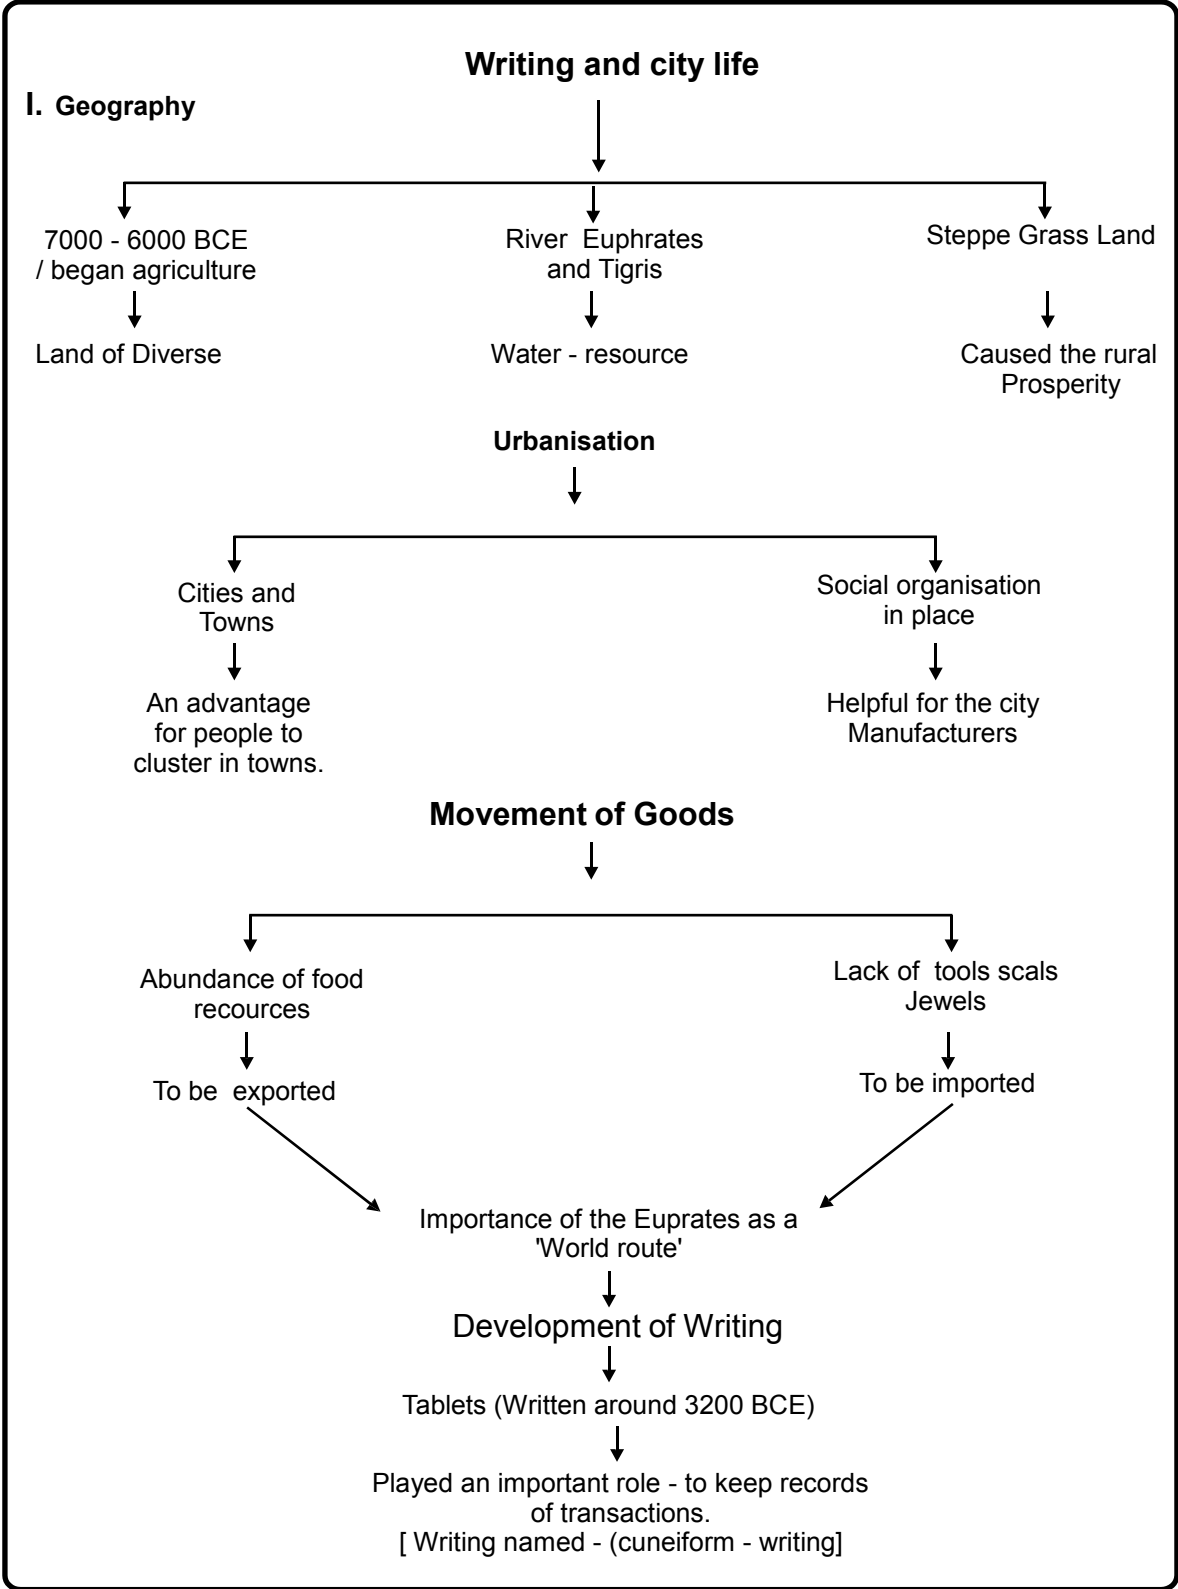 Writing and city life
I. Geography
7000 - 6000 BCE
/ began agriculture
River Euphrates
and Tigris
Steppe Grass Land
Land of Diverse
Water - resource
Caused the rural
Prosperity
Urbanisation
Cities and
Towns
Social organisation
in place
An advantage
for people to
cluster in towns.
Helpful for the city
Manufacturers
Movement of Goods
Abundance of food
recources
Lack of tools scals
Jewels
To be exported
To be imported
Importance of the Euprates as a
'World route'
Development of Writing
Tablets (Written around 3200 BCE)
Played an important role - to keep records
of transactions.
[ Writing named - (cuneiform - writing]